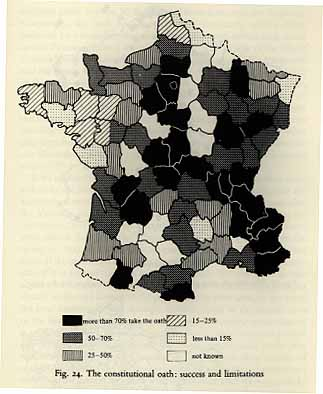 more than 70% take the oath
15–25%
50–70%
less than 15%
25–50%
not known
Fig. 24. The constitutional oath: success and limitations